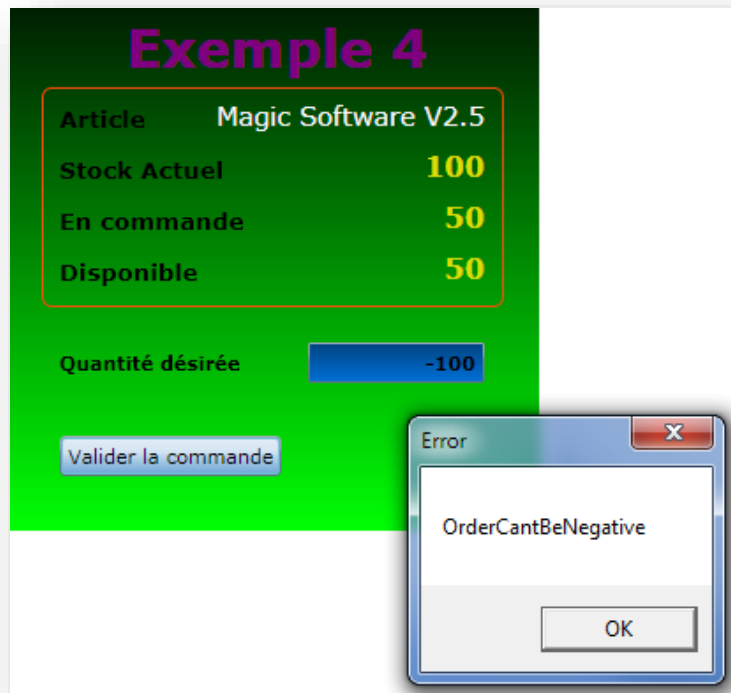 Exemple 4
Article Magic Software V2.5
Stock Actuel 100
En commande 50
Disponible 50
Quantité désirée -100
Valider la commande
Error
OrderCantBeNegative
OK